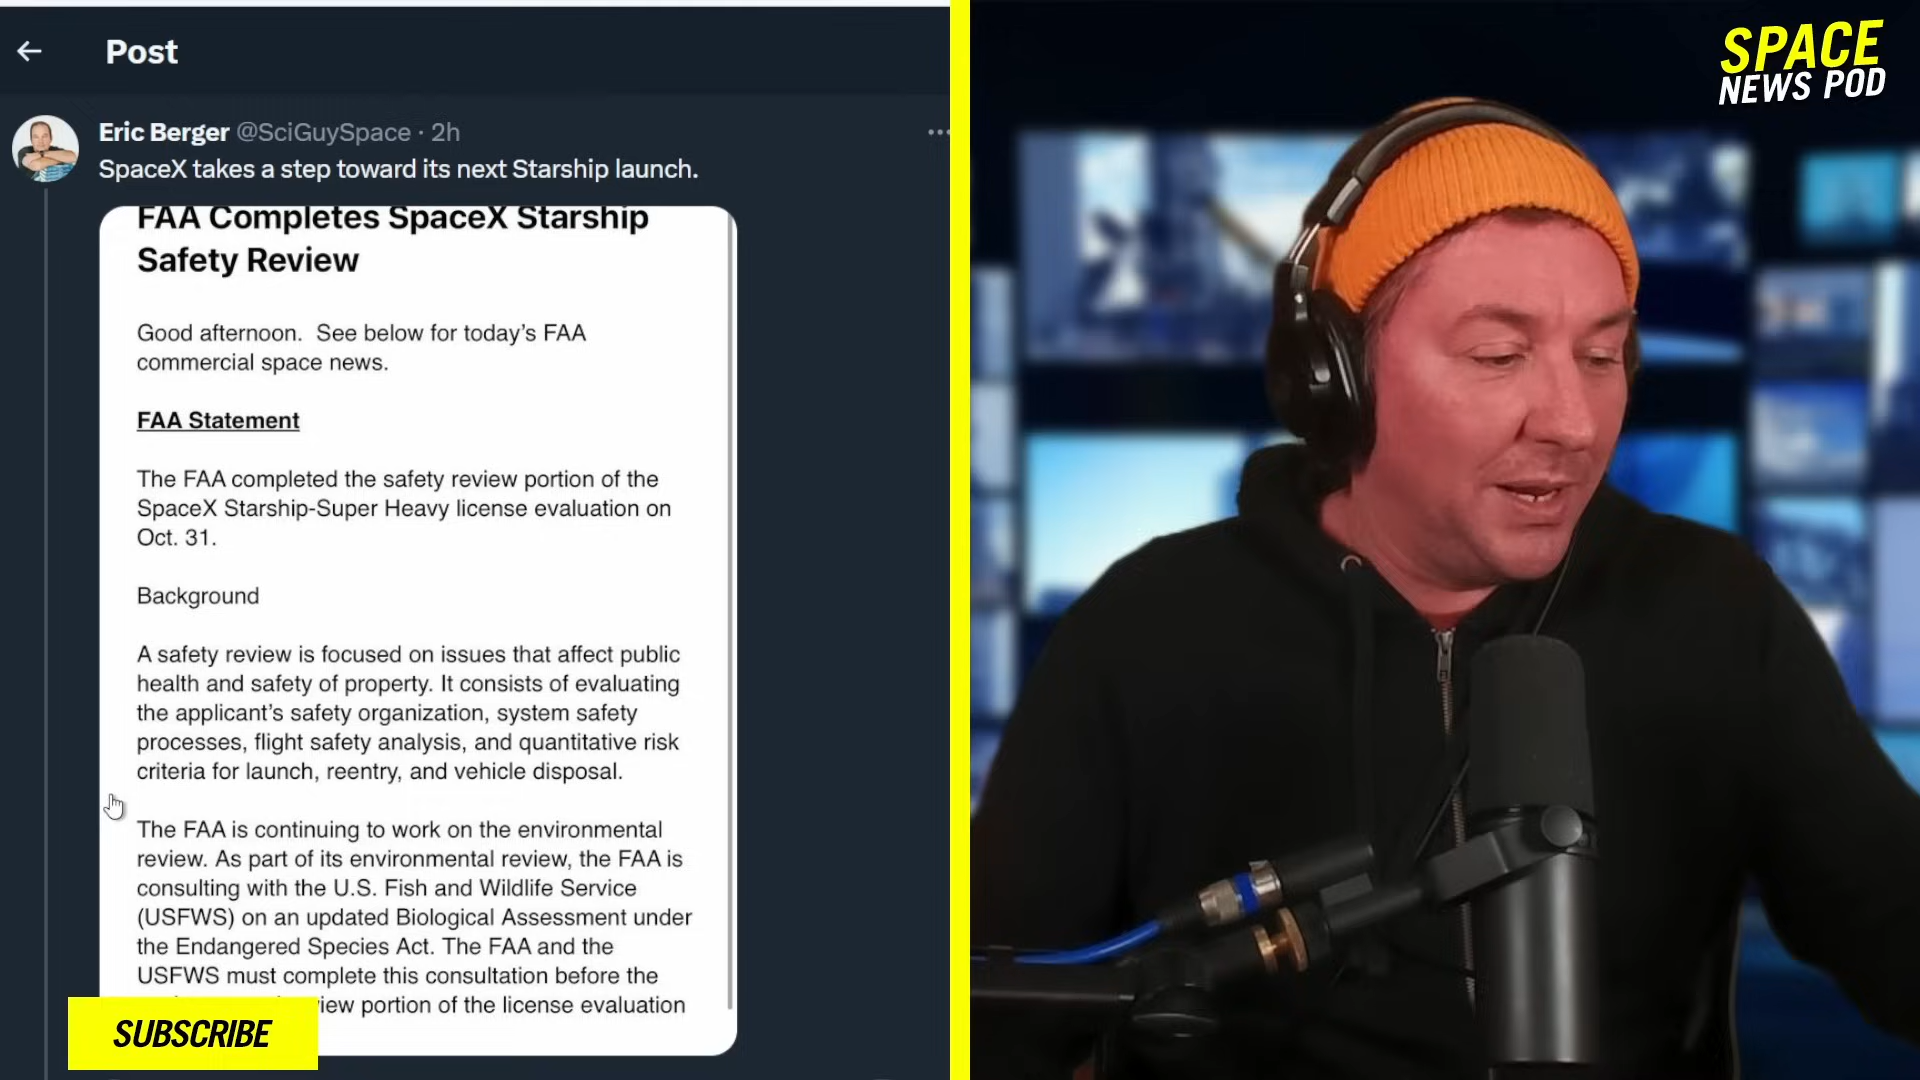 Post
Eric Berger @SciGuySpace · 2h
SpaceX takes a step toward its next Starship launch.
FAA Completes SpaceX Starship
Safety Review
Good afternoon.  See below for today's FAA
commercial space news.
FAA Statement
The FAA completed the safety review portion of the
SpaceX Starship-Super Heavy license evaluation on
Oct. 31.
Background
A safety review is focused on issues that affect public
health and safety of property. It consists of evaluating
the applicant's safety organization, system safety
processes, flight safety analysis, and quantitative risk
criteria for launch, reentry, and vehicle disposal.
The FAA is continuing to work on the environmental
review. As part of its environmental review, the FAA is
consulting with the U.S. Fish and Wildlife Service
(USFWS) on an updated Biological Assessment under
the Endangered Species Act. The FAA and the
USFWS must complete this consultation before the
portion of the license evaluation
SUBSCRIBE
SPACE
NEWS POD